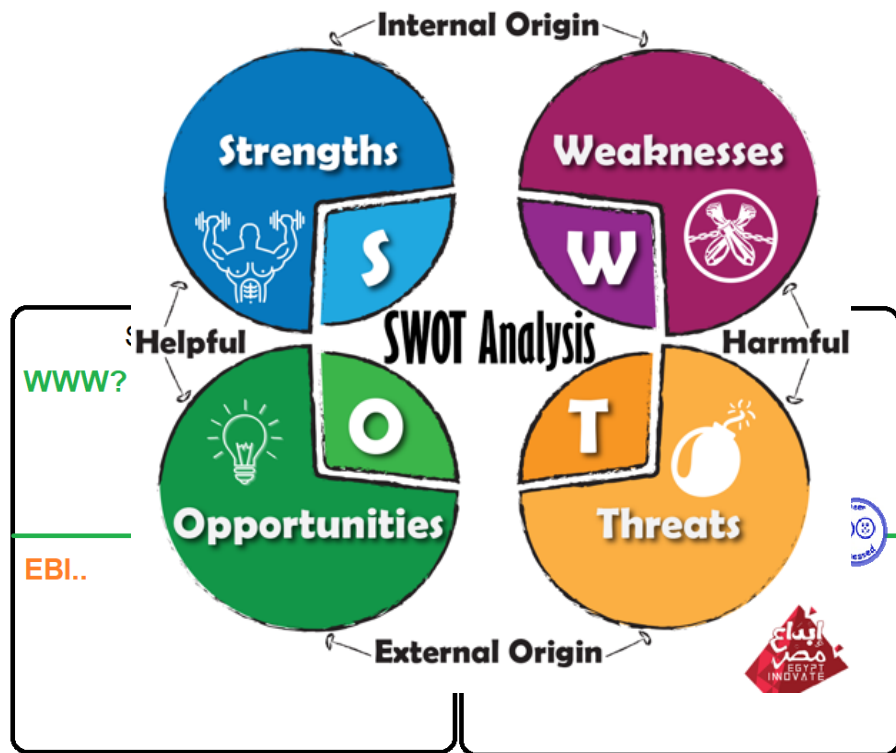 Internal Origin
Strengths
Weaknesses
S
W
Helpful
SWOT Analysis
Harmful
WWW?
O
T
Opportunities
Threats
EBI..
External Origin
إبداع
مصر
EGYPT
INNOVATE